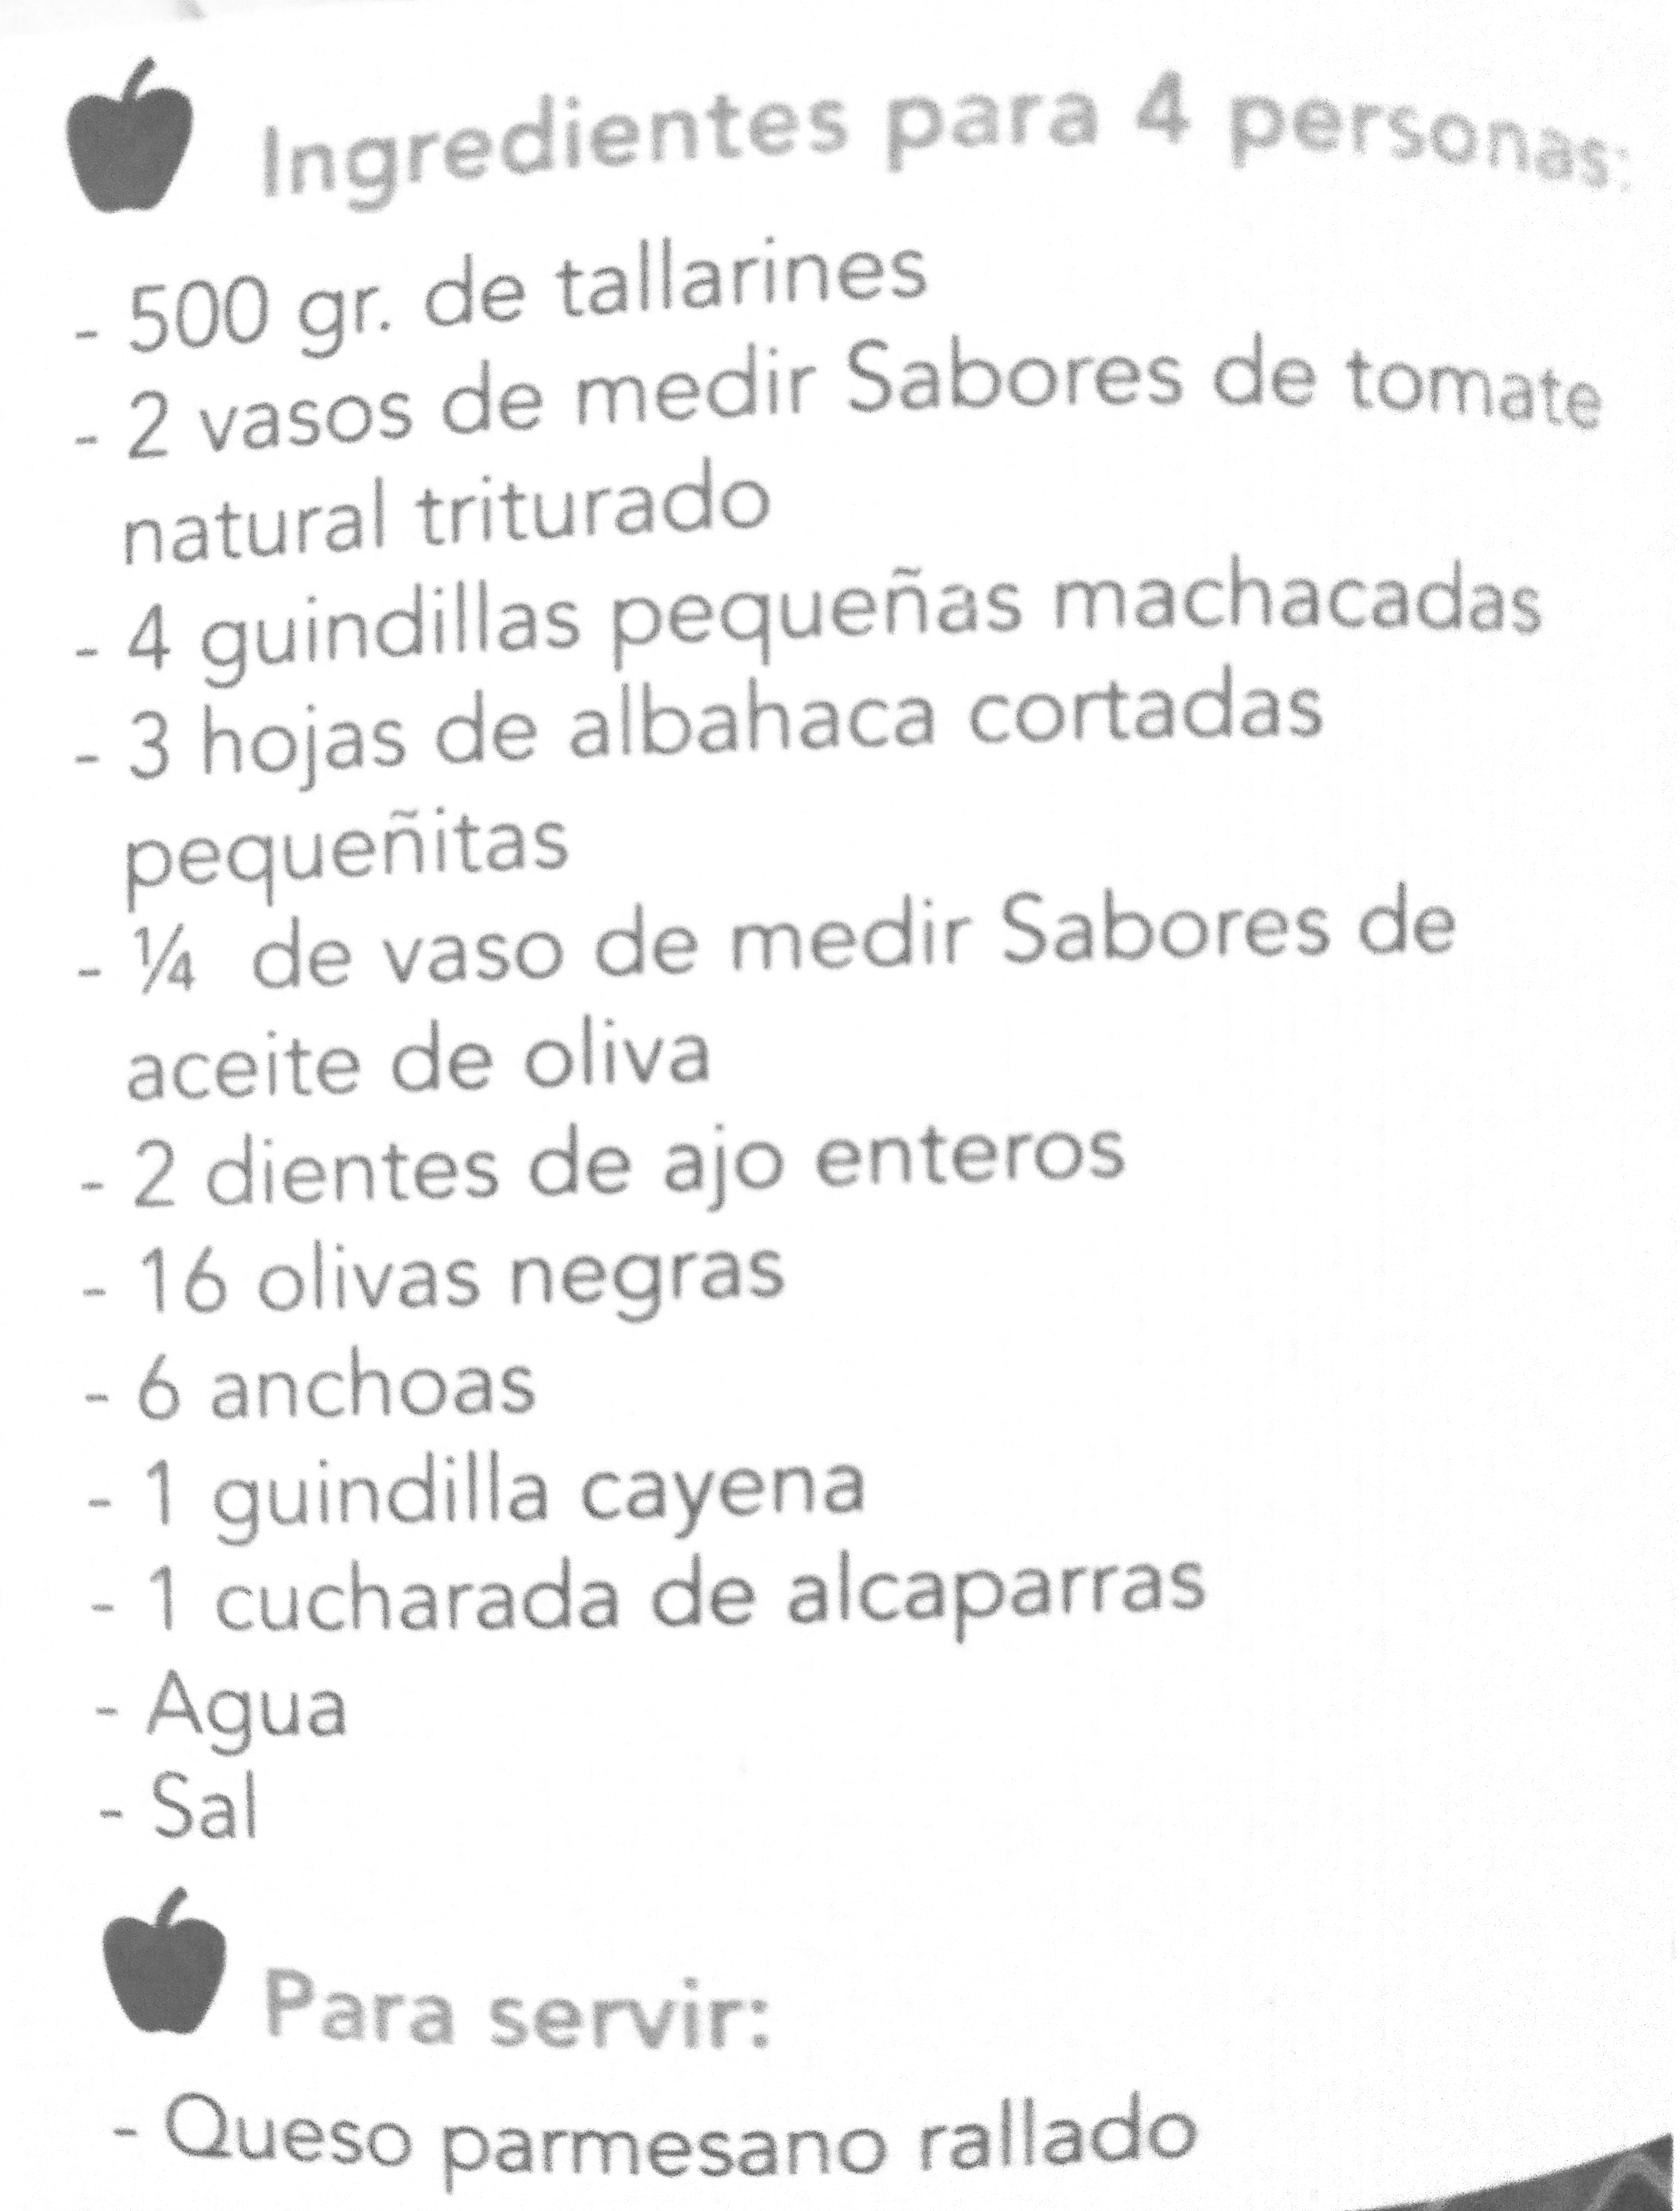 Ingredientes para 4 personas:
- 500 gr. de tallarines
- 2 vasos de medir Sabores de tomate
natural triturado
- 4 guindillas pequeñas machacadas
- 3 hojas de albahaca cortadas
pequeñitas
- ¼ de vaso de medir Sabores de
aceite de oliva
- 2 dientes de ajo enteros
- 16 olivas negras
- 6 anchoas
- 1 guindilla cayena
- 1 cucharada de alcaparras
- Agua
- Sal
Para servir:
- Queso parmesano rallado